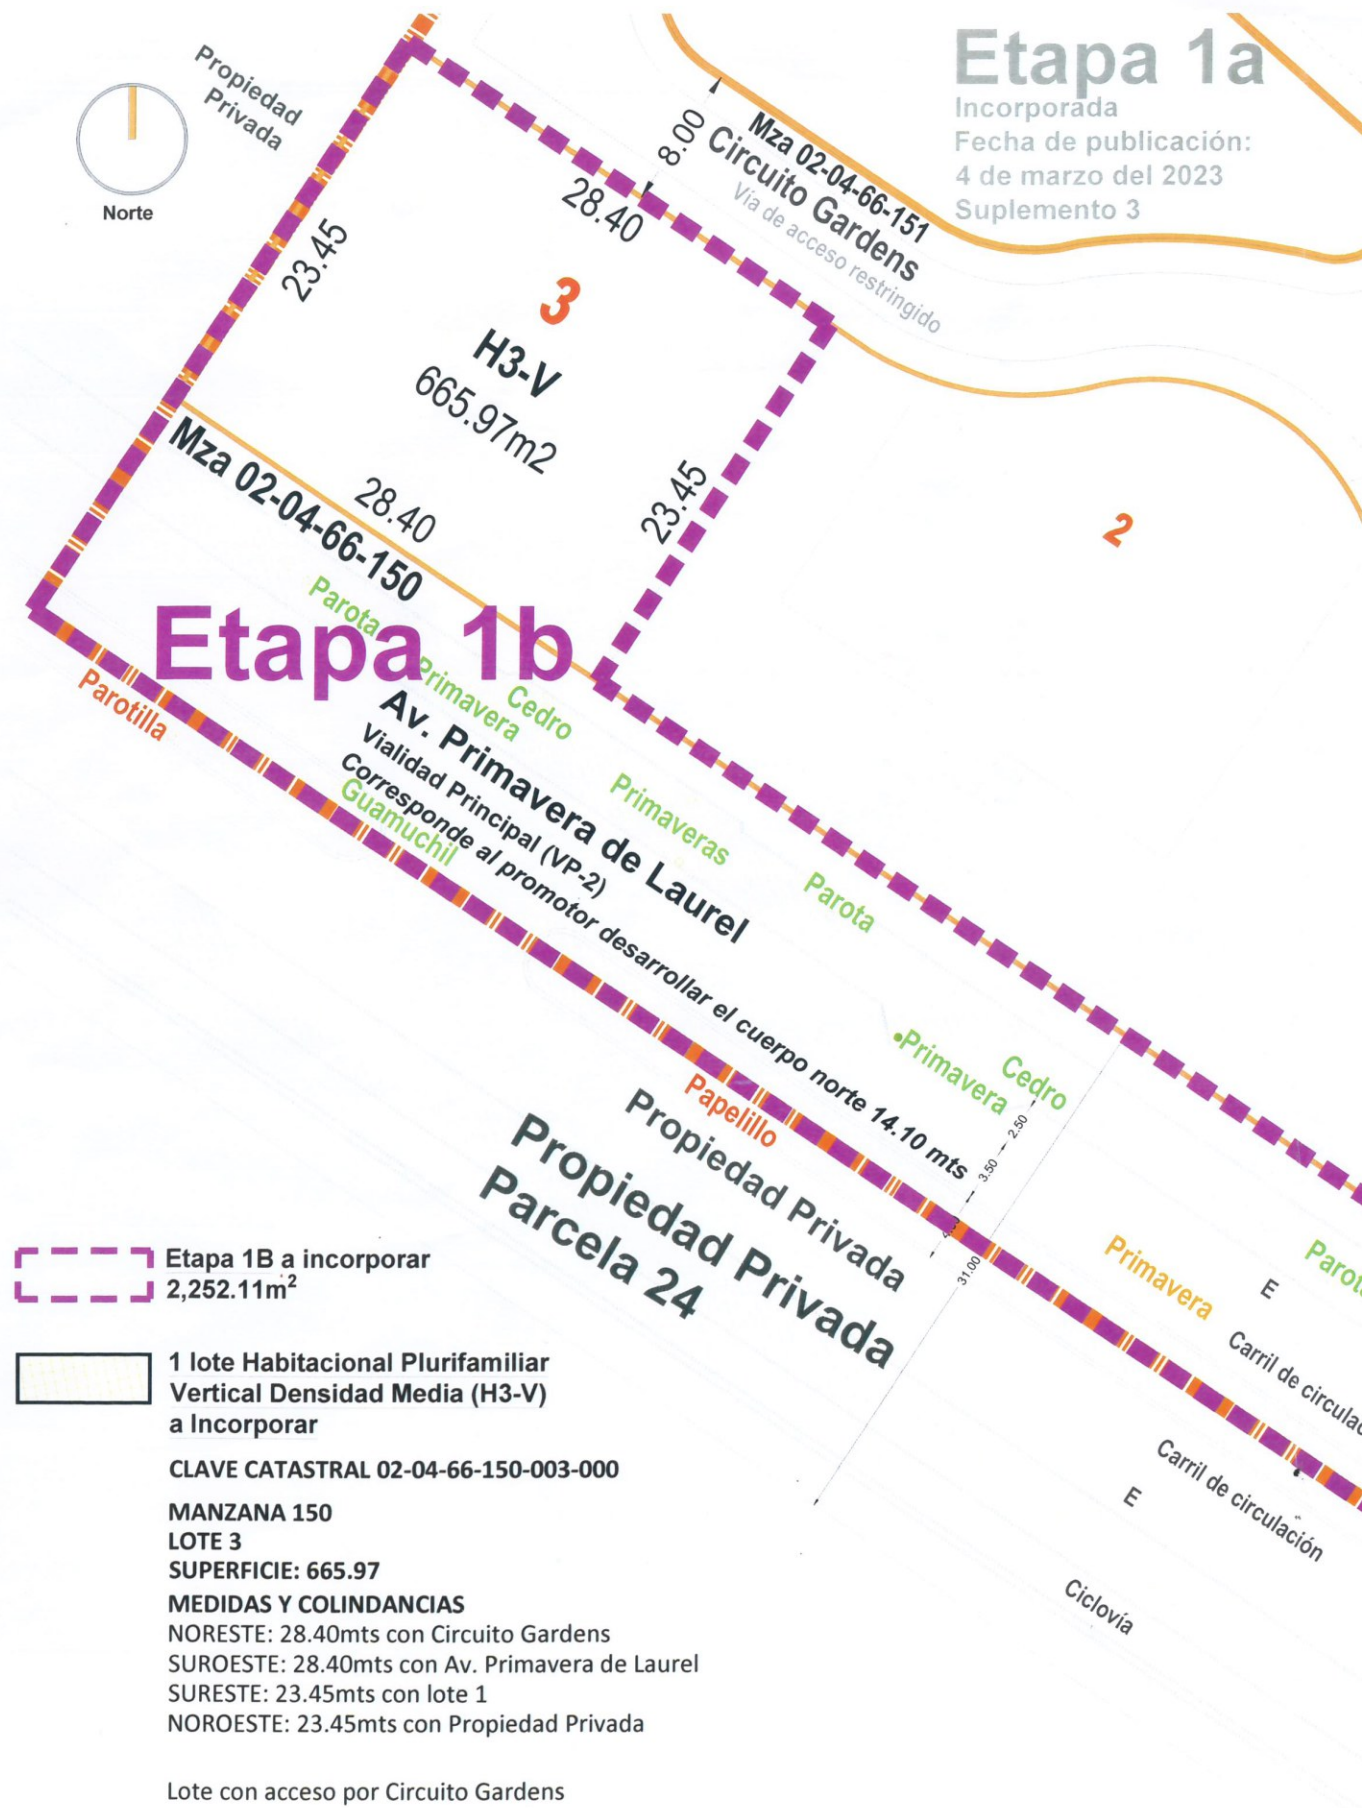 Etapa 1a
Incorporada
Fecha de publicación:
4 de marzo del 2023
Suplemento 3
Propiedad
Privada
Norte
8.00
Mza 02-04-66-151
Circuito Gardens
Via de acceso restringido
28.40
23.45
3
H3-V
665.97m2
28.40
23.45
Mza 02-04-66-150
2
Etapa 1b
Parota
Primavera
Cedro
Parotilla
Av. Primavera de Laurel
Vialidad Principal (VP-2)
Corresponde al promotor desarrollar el cuerpo norte 14.10 mts
Guamuchil
Primaveras
Parota
Primavera
Cedro
2.50
3.50
31.00
Papelillo
Propiedad Privada
Propiedad Privada
Parcela 24
Primavera
E
Carril de circulación
E
Ciclovía
Etapa 1B a incorporar
2,252.11m²
1 lote Habitacional Plurifamiliar
Vertical Densidad Media (H3-V)
a Incorporar
CLAVE CATASTRAL 02-04-66-150-003-000
MANZANA 150
LOTE 3
SUPERFICIE: 665.97
MEDIDAS Y COLINDANCIAS
NORESTE: 28.40mts con Circuito Gardens
SUROESTE: 28.40mts con Av. Primavera de Laurel
SURESTE: 23.45mts con lote 1
NOROESTE: 23.45mts con Propiedad Privada
Lote con acceso por Circuito Gardens